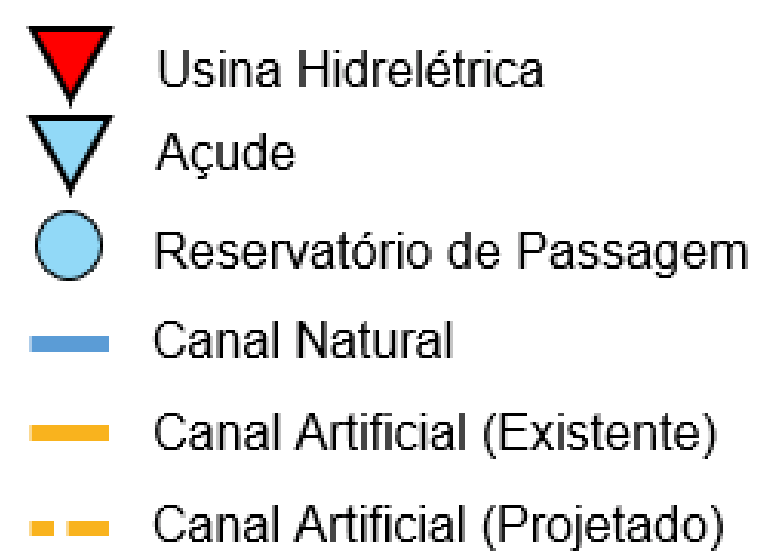 Usina Hidrelétrica
Açude
Reservatório de Passagem
Canal Natural
Canal Artificial (Existente)
Canal Artificial (Projetado)